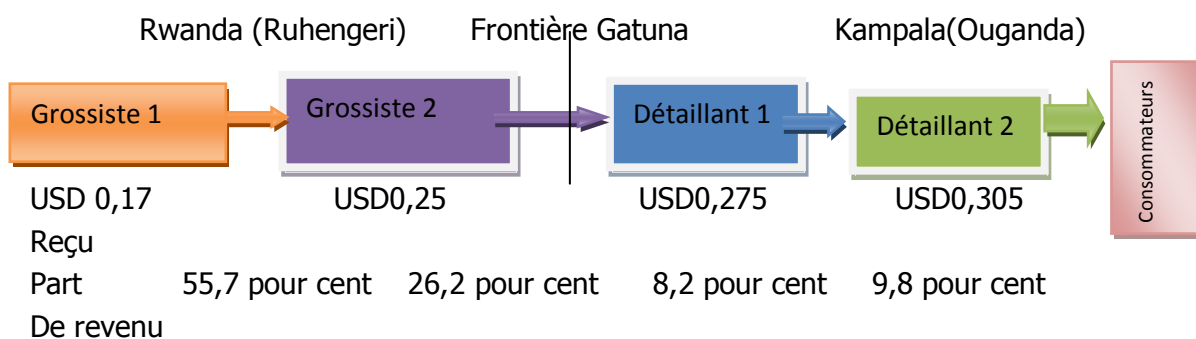 Rwanda (Ruhengeri) Frontière Gatuna Kampala(Ouganda)
Grossiste 1 Grossiste 2 Détaillant 1 Détaillant 2 Consommateurs
USD 0,17 USD0,25 USD0,275 USD0,305
Reçu
Part 55,7 pour cent 26,2 pour cent 8,2 pour cent 9,8 pour cent
De revenu